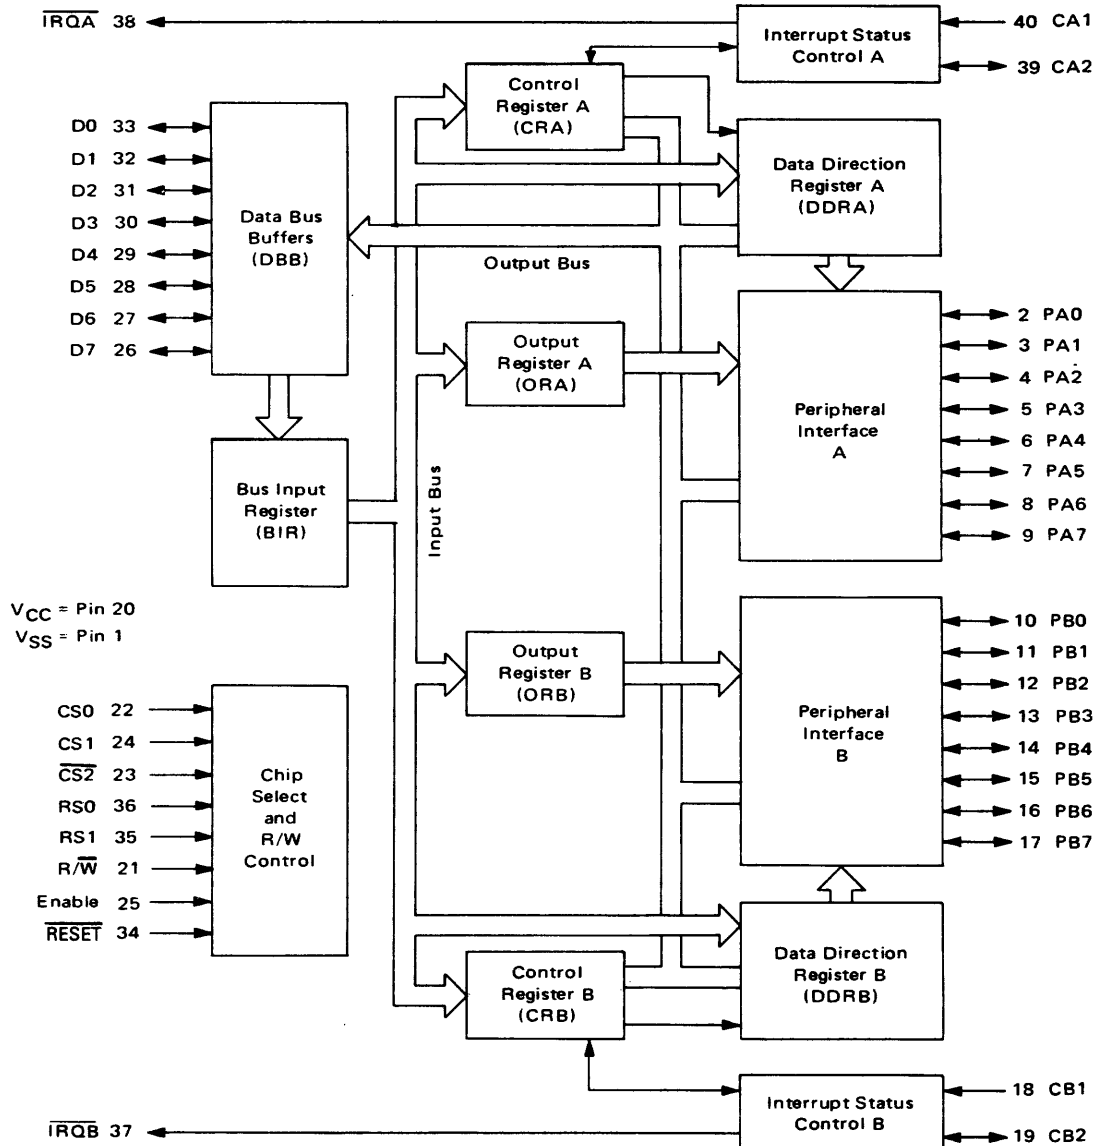 IRQA 38
Interrupt Status
Control A
40 CA1
39 CA2
Control
Register A
(CRA)
D0 33
D1 32
D2 31
D3 30
D4 29
D5 28
D6 27
D7 26
Data Bus
Buffers
(DBB)
Data Direction
Register A
(DDRA)
Output Bus
Output
Register A
(ORA)
Peripheral
Interface
A
2 PA0
3 PA1
4 PA2
5 PA3
6 PA4
7 PA5
8 PA6
9 PA7
Bus Input
Register
(BIR)
Input Bus
VCC = Pin 20
VSS = Pin 1
Output
Register B
(ORB)
Peripheral
Interface
B
10 PB0
11 PB1
12 PB2
13 PB3
14 PB4
15 PB5
16 PB6
17 PB7
CS0 22
CS1 24
CS2 23
RS0 36
RS1 35
R/W 21
Enable 25
RESET 34
Chip
Select
and
R/W
Control
Control
Register B
(CRB)
Data Direction
Register B
(DDRB)
Interrupt Status
Control B
18 CB1
19 CB2
IRQB 37